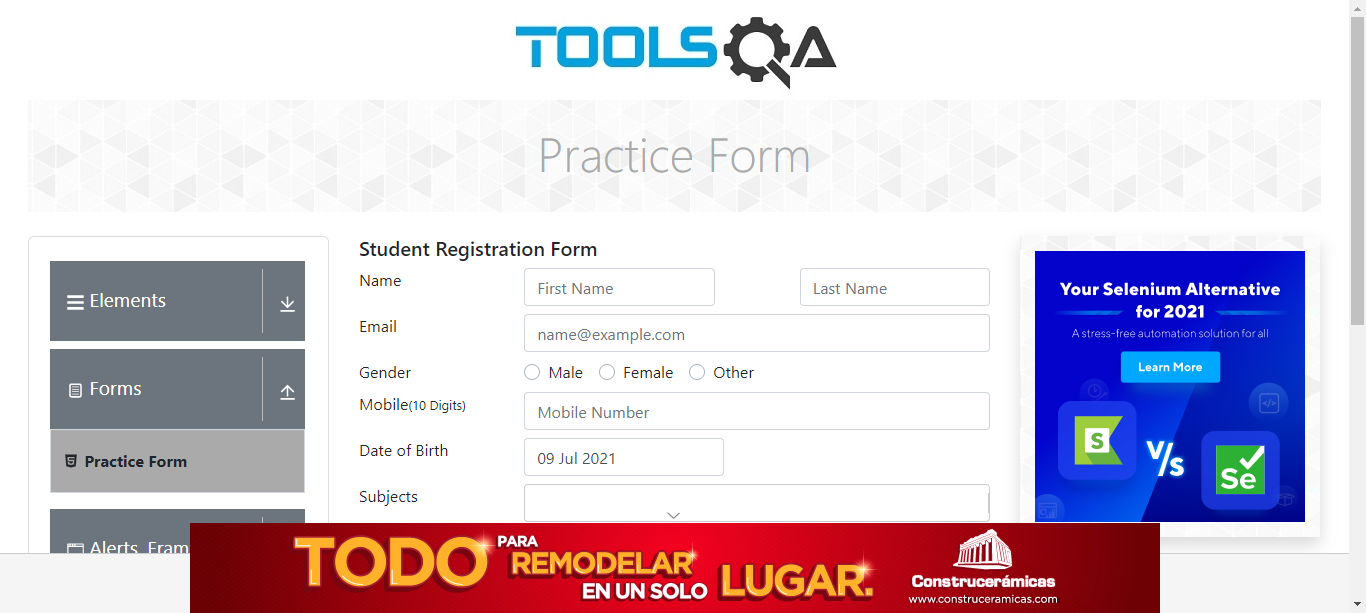 TOOLSQA
Practice Form
Elements
Forms
Practice Form
Alerts, Fram
Student Registration Form
Name
First Name
Last Name
Email
name@example.com
Gender
Male
Female
Other
Mobile(10 Digits)
Mobile Number
Date of Birth
09 Jul 2021
Subjects
Your Selenium Alternative
for 2021
A stress-free automation solution for all
Learn More
S
V/s
Se
TODO PARA
REMODELAR
EN UN SOLO
LUGAR.
Construcerámicas
www.construceramicas.com